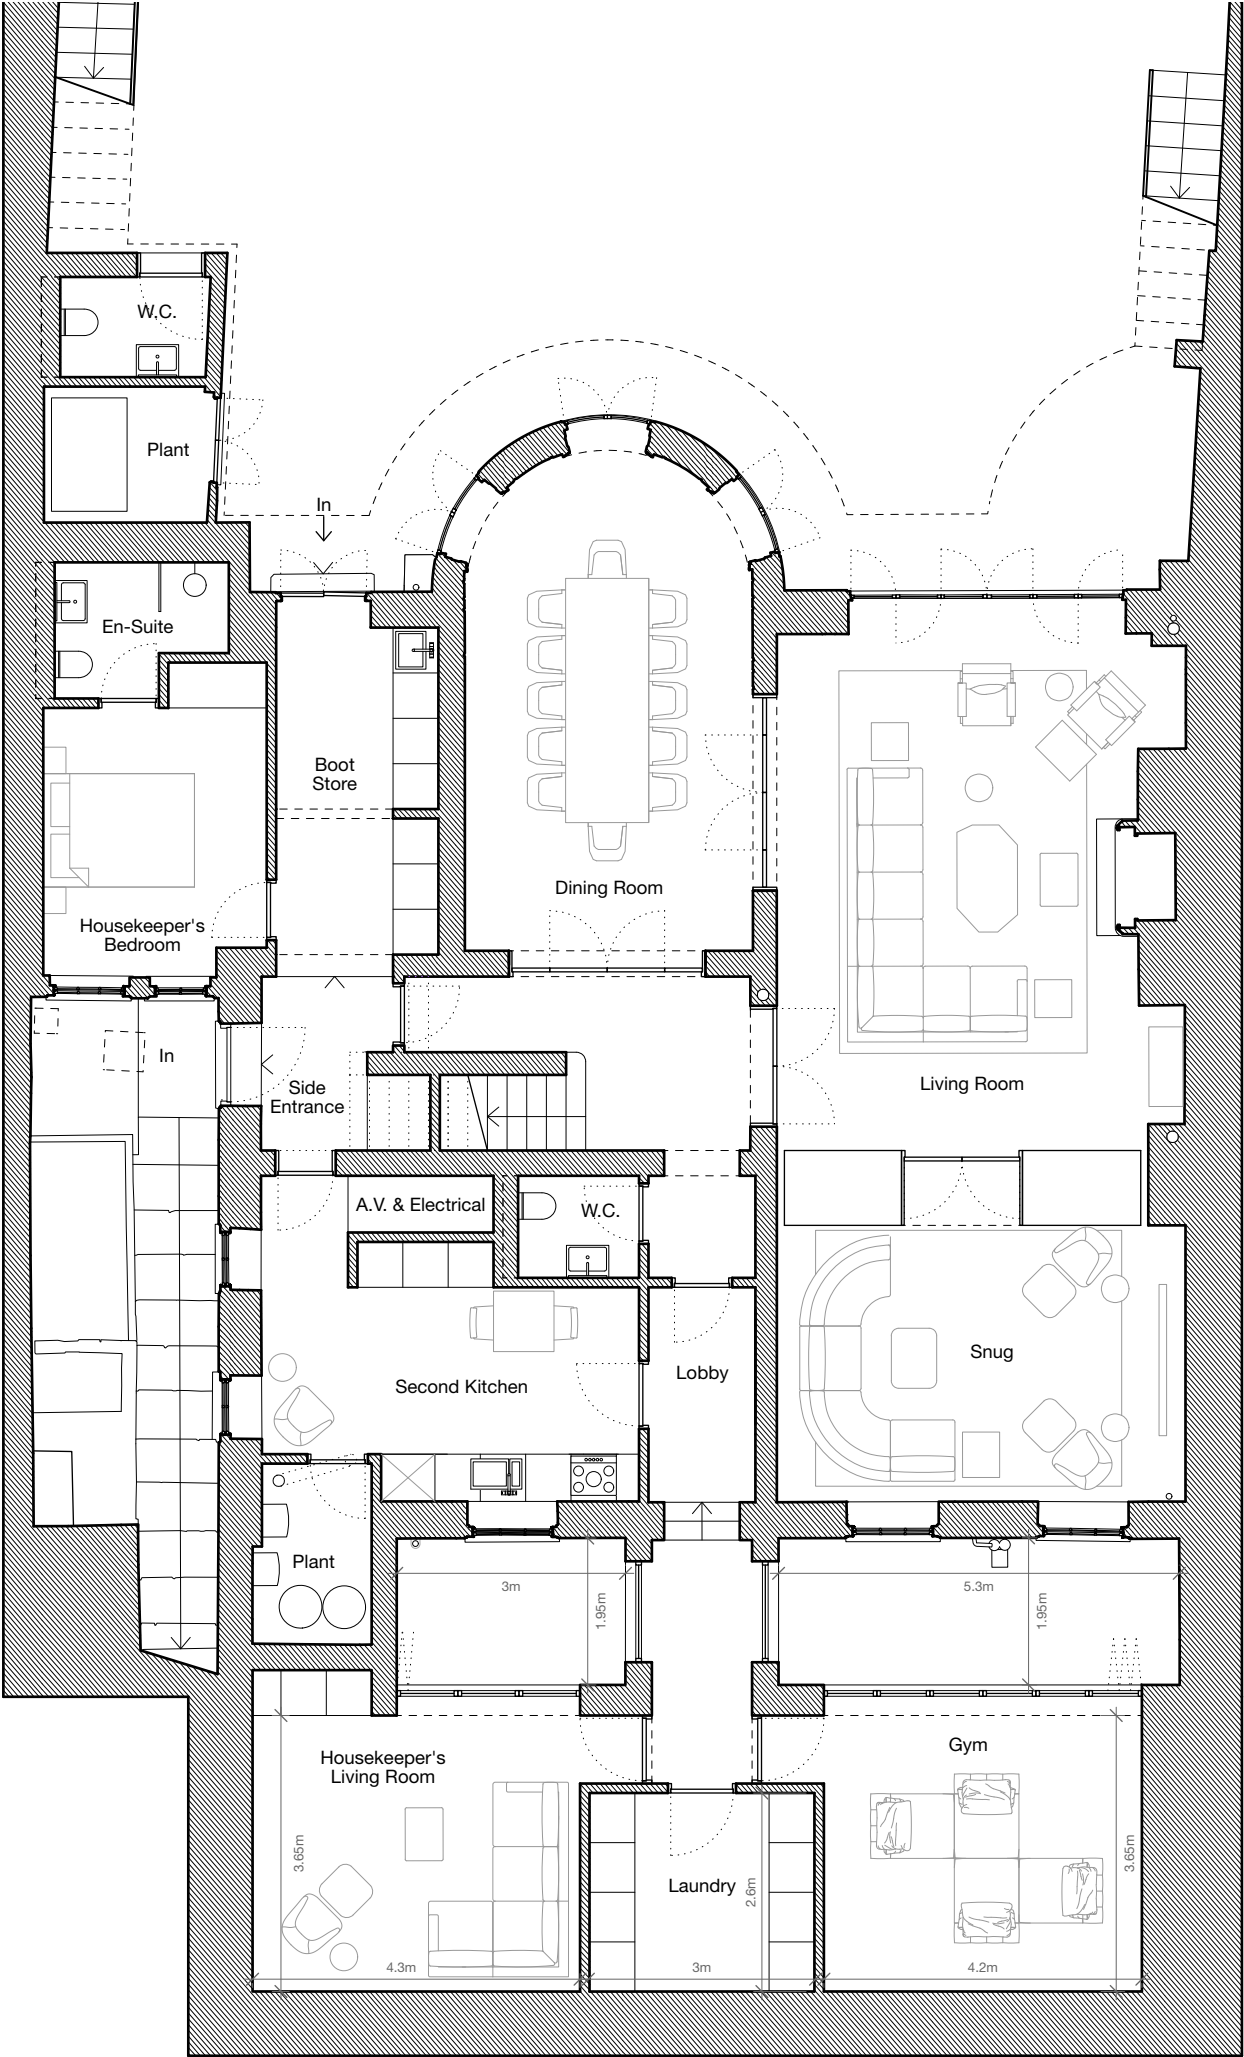 W.C.
Plant
In
En-Suite
Boot
Store
Dining Room
Housekeeper's
Bedroom
In
Side
Entrance
Living Room
A.V. & Electrical
W.C.
Snug
Lobby
Second Kitchen
Plant
3m
1.95m
5.3m
1.95m
Gym
Housekeeper's
Living Room
3.65m
3.65m
Laundry
2.6m
4.3m
3m
4.2m